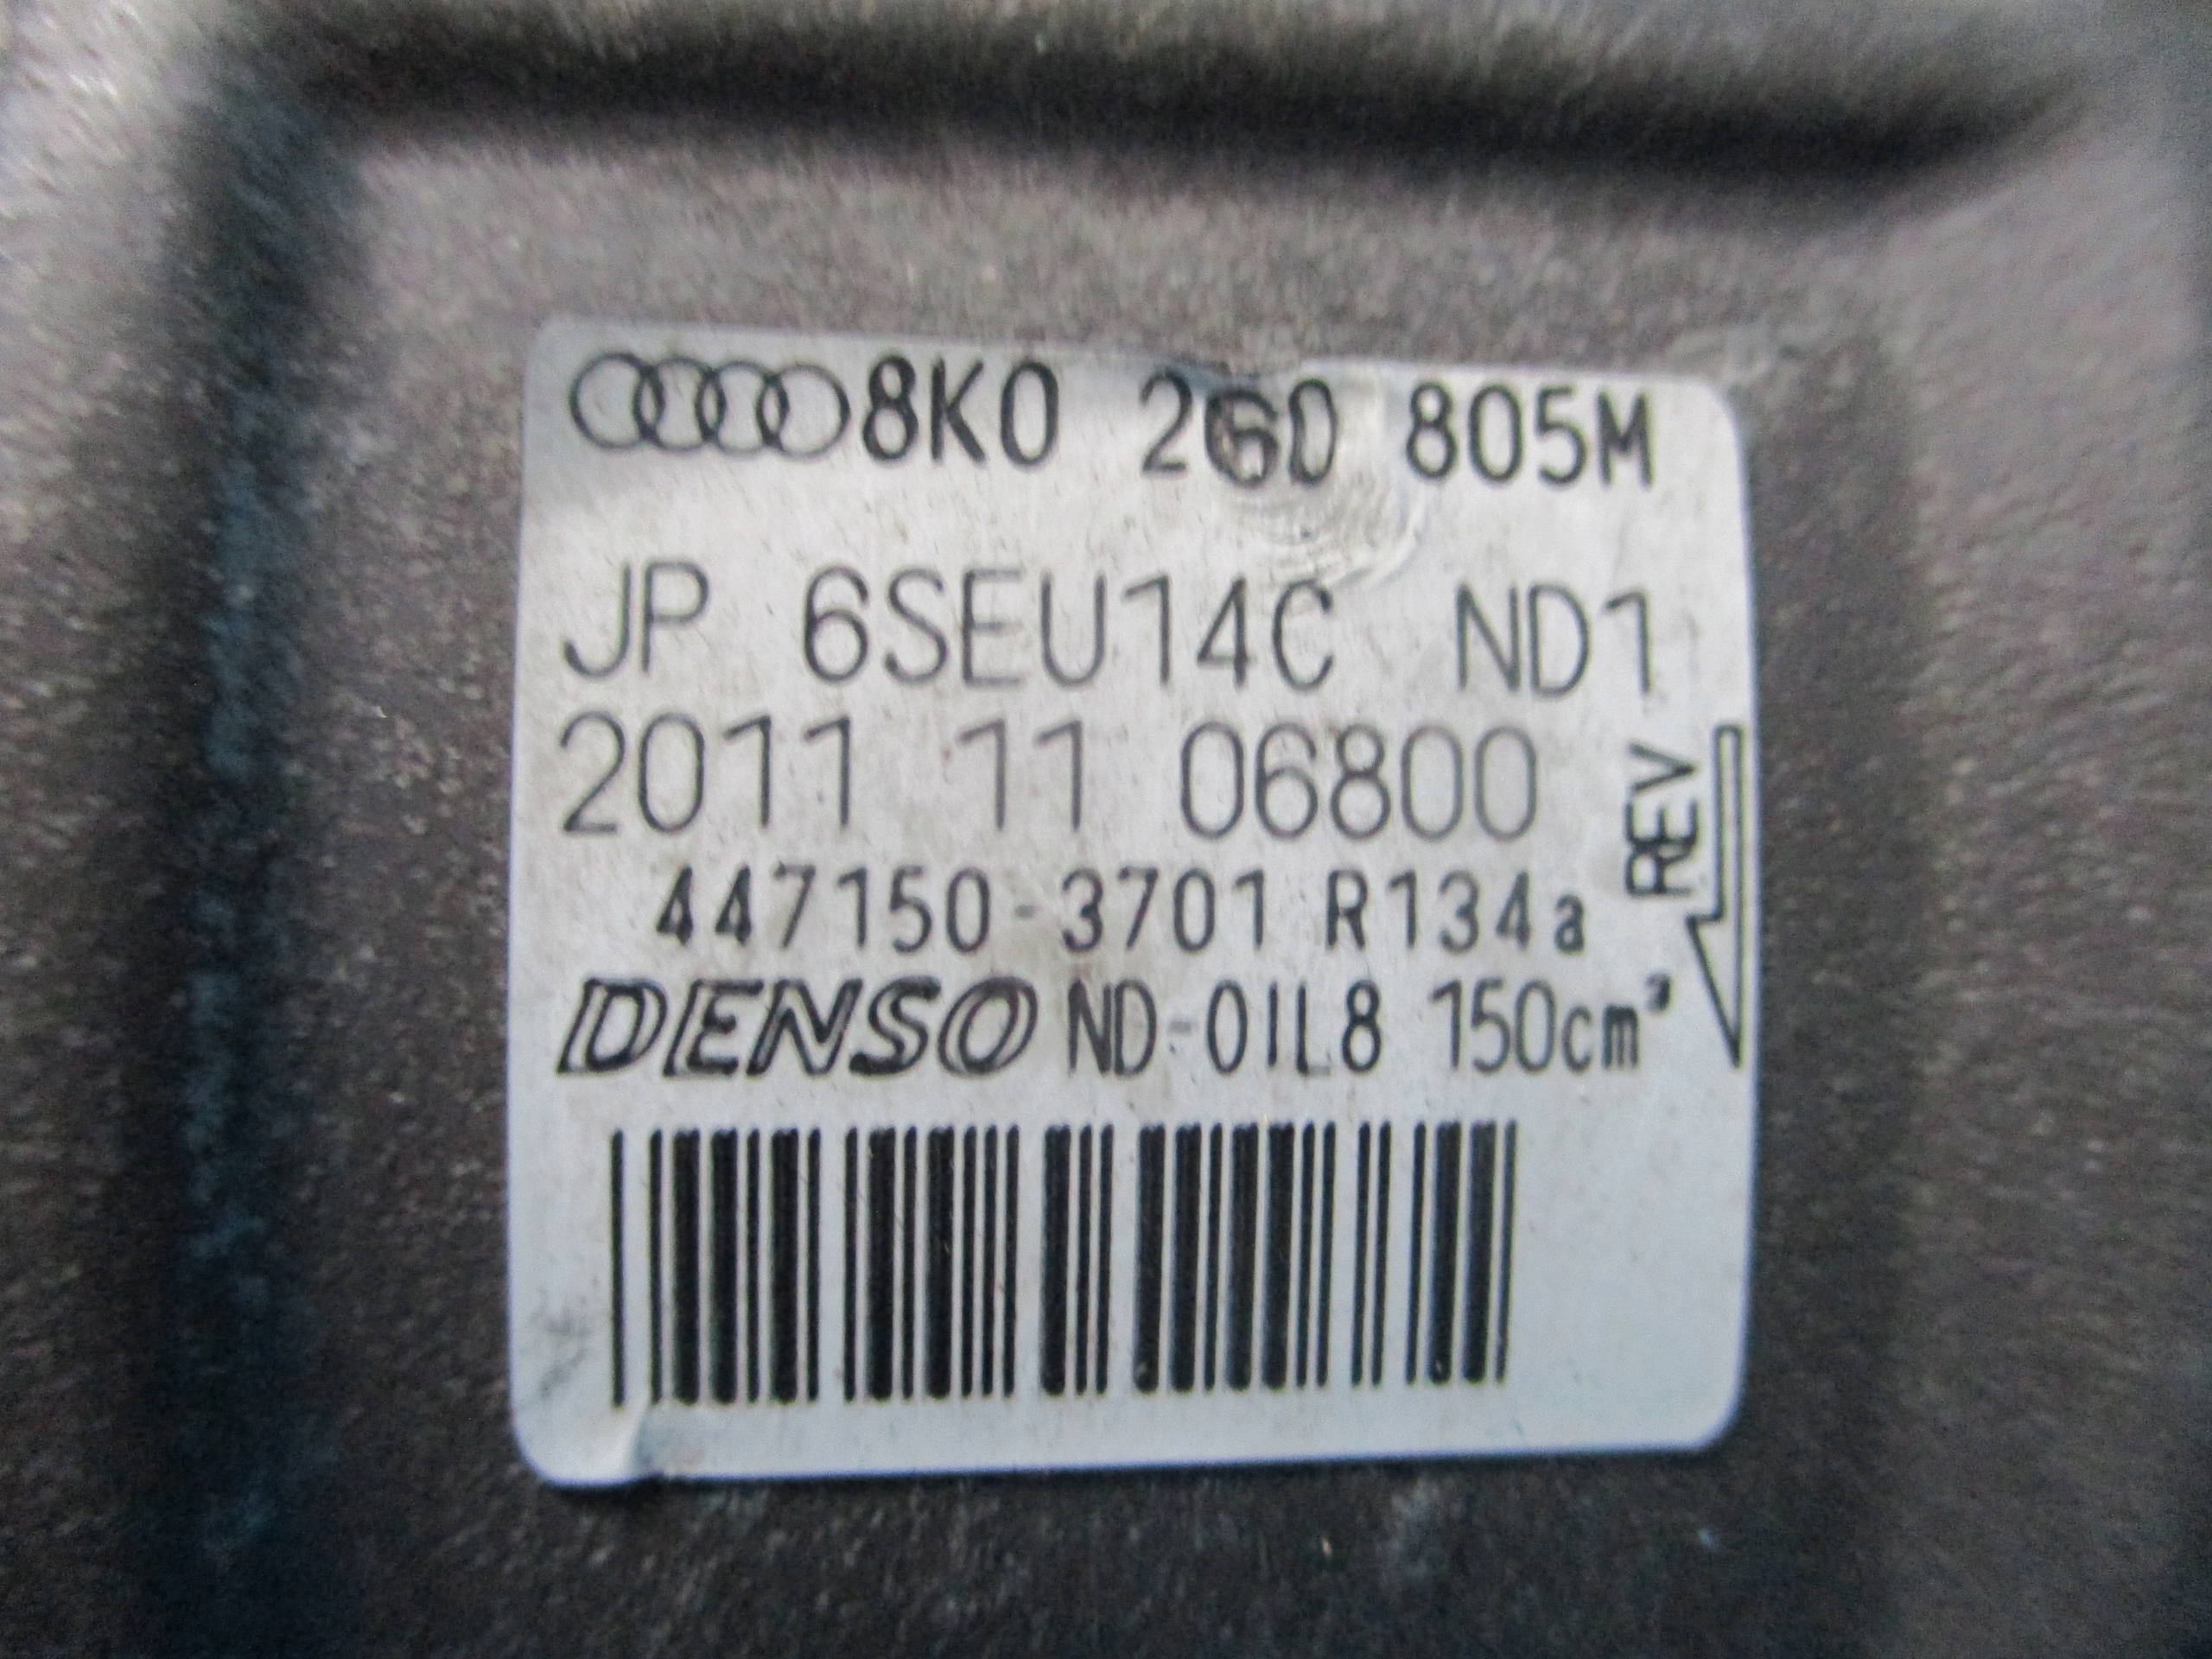 8K0 260 805M
JP 6SEU14C ND1
2011 11 06800
REV
447150-3701 R134a
DENSO ND-OIL8 150cm³